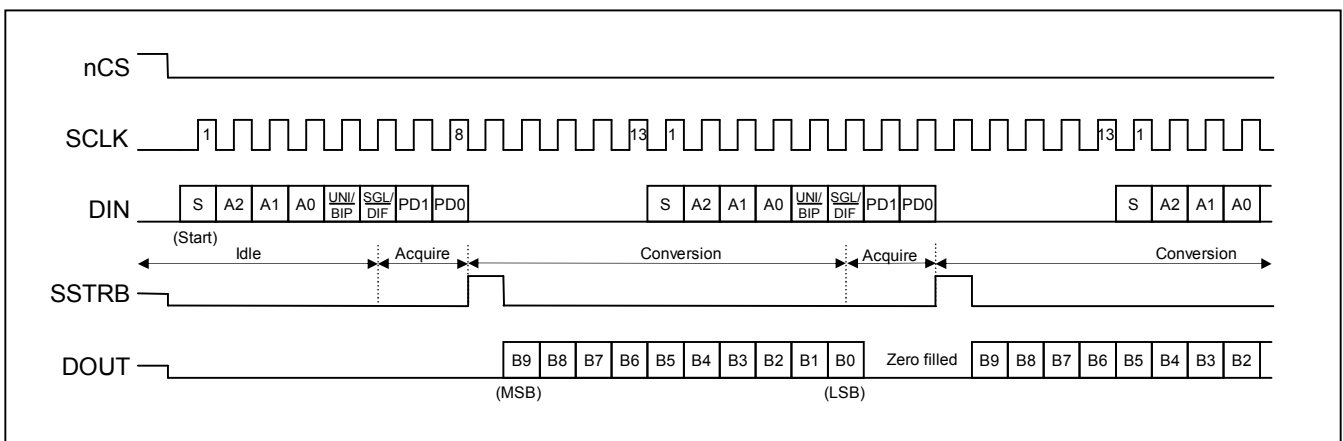 nCS
SCLK 1 8 13 1 13 1
DIN S A2 A1 A0 UNI/BIP SGL/DIF PD1 PD0 S A2 A1 A0 UNI/BIP SGL/DIF PD1 PD0 S A2 A1 A0
(Start)
Idle Acquire Conversion Acquire Conversion
SSTRB
DOUT B9 B8 B7 B6 B5 B4 B3 B2 B1 B0 Zero filled B9 B8 B7 B6 B5 B4 B3 B2
(MSB) (LSB)